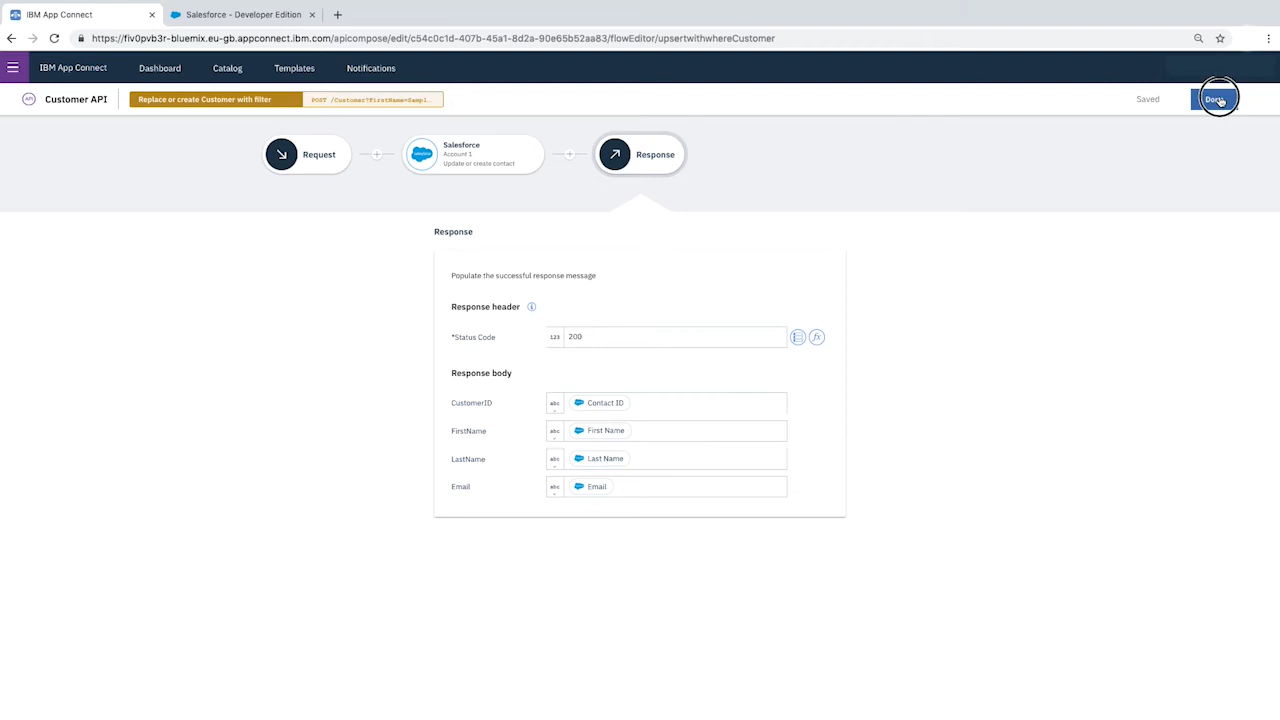 IBM App Connect
Salesforce - Developer Edition
https://fiv0pvb3r-bluemix.eu-gb.appconnect.ibm.com/apicompose/edit/c54c0c1d-407b-45a1-8d2a-90e65b52aa83/flowEditor/upsertwithwhereCustomer
IBM App Connect
Dashboard
Catalog
Templates
Notifications
API
Customer API
Replace or create Customer with filter
POST /Customer?FirstName=Sampl…
Saved
Request
salesforce
Salesforce
Account 1
Update or create contact
Response
Response
Populate the successful response message
Response header
*Status Code
123
200
fx
Response body
CustomerID
abc
Contact ID
FirstName
abc
First Name
LastName
abc
Last Name
Email
abc
Email